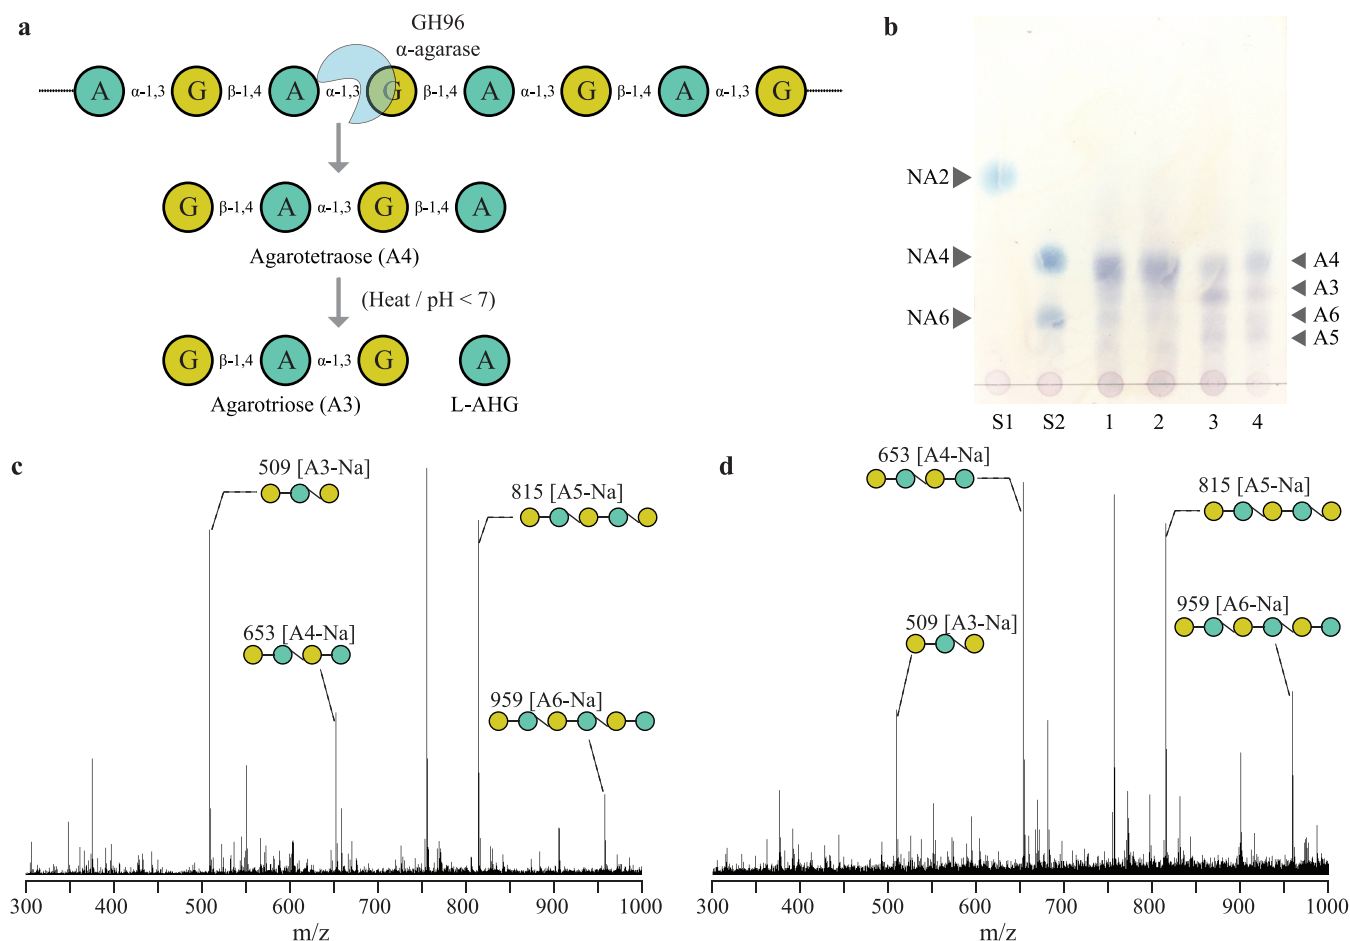 a
GH96
α-agarase
A α-1,3 G β-1,4 A α-1,3 G β-1,4 A α-1,3 G β-1,4 A α-1,3 G
G β-1,4 A α-1,3 G β-1,4 A
Agarotetraose (A4)
(Heat / pH < 7)
G β-1,4 A α-1,3 G A
Agarotriose (A3) L-AHG
b
NA2
NA4 A4
A3
NA6 A6
A5
S1 S2 1 2 3 4
c
509 [A3-Na]
815 [A5-Na]
653 [A4-Na]
959 [A6-Na]
300 400 500 600 700 800 900 1000
m/z
d
653 [A4-Na]
815 [A5-Na]
959 [A6-Na]
509 [A3-Na]
300 400 500 600 700 800 900 1000
m/z